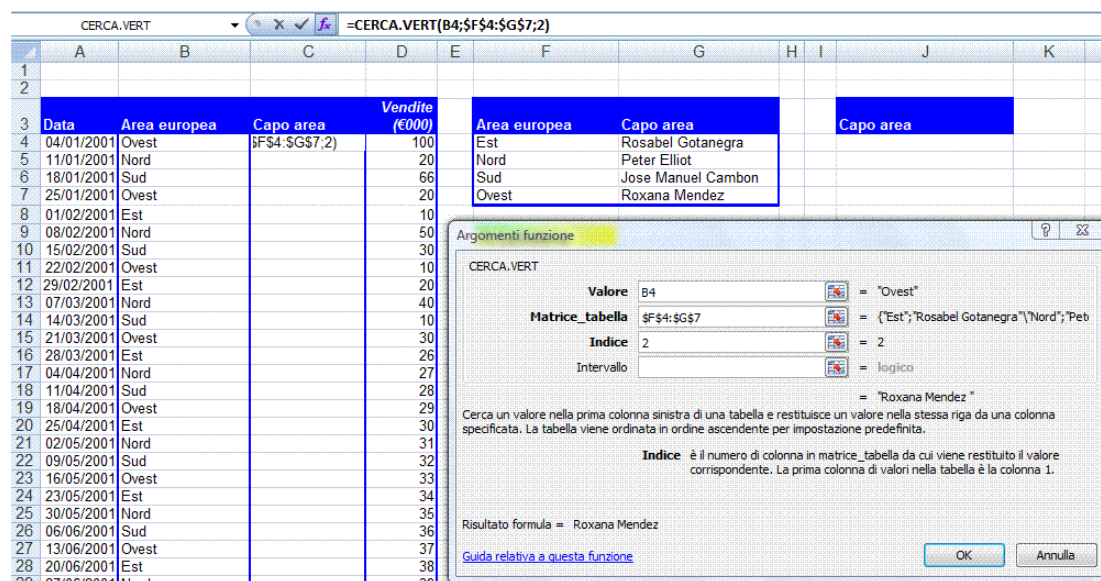 CERCA.VERT fx =CERCA.VERT(B4;$F$4:$G$7;2)
A B C D E F G H I J K
1
2
3 Data Area europea Capo area Vendite (€000) Area europea Capo area Capo area
4 04/01/2001 Ovest $F$4:$G$7;2) 100 Est Rosabel Gotanegra
5 11/01/2001 Nord 20 Nord Peter Elliot
6 18/01/2001 Sud 66 Sud Jose Manuel Cambon
7 25/01/2001 Ovest 20 Ovest Roxana Mendez
8 01/02/2001 Est 10
9 08/02/2001 Nord 50
10 15/02/2001 Sud 30
11 22/02/2001 Ovest 10
12 29/02/2001 Est 20
13 07/03/2001 Nord 40
14 14/03/2001 Sud 10
15 21/03/2001 Ovest 30
16 28/03/2001 Est 26
17 04/04/2001 Nord 27
18 11/04/2001 Sud 28
19 18/04/2001 Ovest 29
20 25/04/2001 Est 30
21 02/05/2001 Nord 31
22 09/05/2001 Sud 32
23 16/05/2001 Ovest 33
24 23/05/2001 Est 34
25 30/05/2001 Nord 35
26 06/06/2001 Sud 36
27 13/06/2001 Ovest 37
28 20/06/2001 Est 38
Argomenti funzione
CERCA.VERT
Valore B4 = "Ovest"
Matrice_tabella $F$4:$G$7 = {"Est";"Rosabel Gotanegra"\"Nord";"Pet
Indice 2 = 2
Intervallo = logico
= "Roxana Mendez "
Cerca un valore nella prima colonna sinistra di una tabella e restituisce un valore nella stessa riga da una colonna
specificata. La tabella viene ordinata in ordine ascendente per impostazione predefinita.
Indice è il numero di colonna in matrice_tabella da cui viene restituito il valore
corrispondente. La prima colonna di valori nella tabella è la colonna 1.
Risultato formula = Roxana Mendez
Guida relativa a questa funzione
OK Annulla